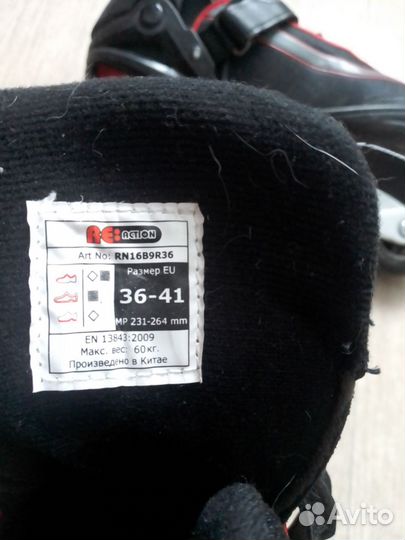 RE:ACTION
Art No: RN16B9R36
Размер EU
36-41
MP 231-264 mm
EN 13843:2009
Макс. вес: 60кг.
Произведено в Китае
Avito